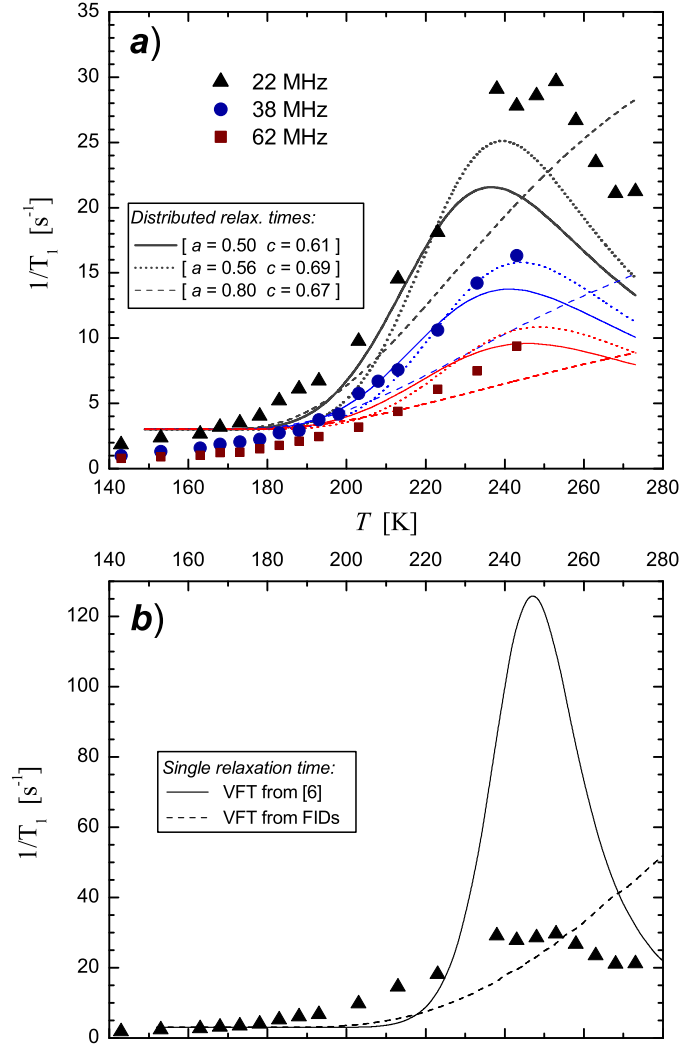 a)
35
30
25
20
15
10
5
0
1/T₁ [s⁻¹]
22 MHz
38 MHz
62 MHz
Distributed relax. times:
[ a = 0.50 c = 0.61 ]
[ a = 0.56 c = 0.69 ]
[ a = 0.80 c = 0.67 ]
140 160 180 200 220 240 260 280
T [K]
140 160 180 200 220 240 260 280
b)
120
100
80
60
40
20
0
1/T₁ [s⁻¹]
Single relaxation time:
VFT from [6]
VFT from FIDs